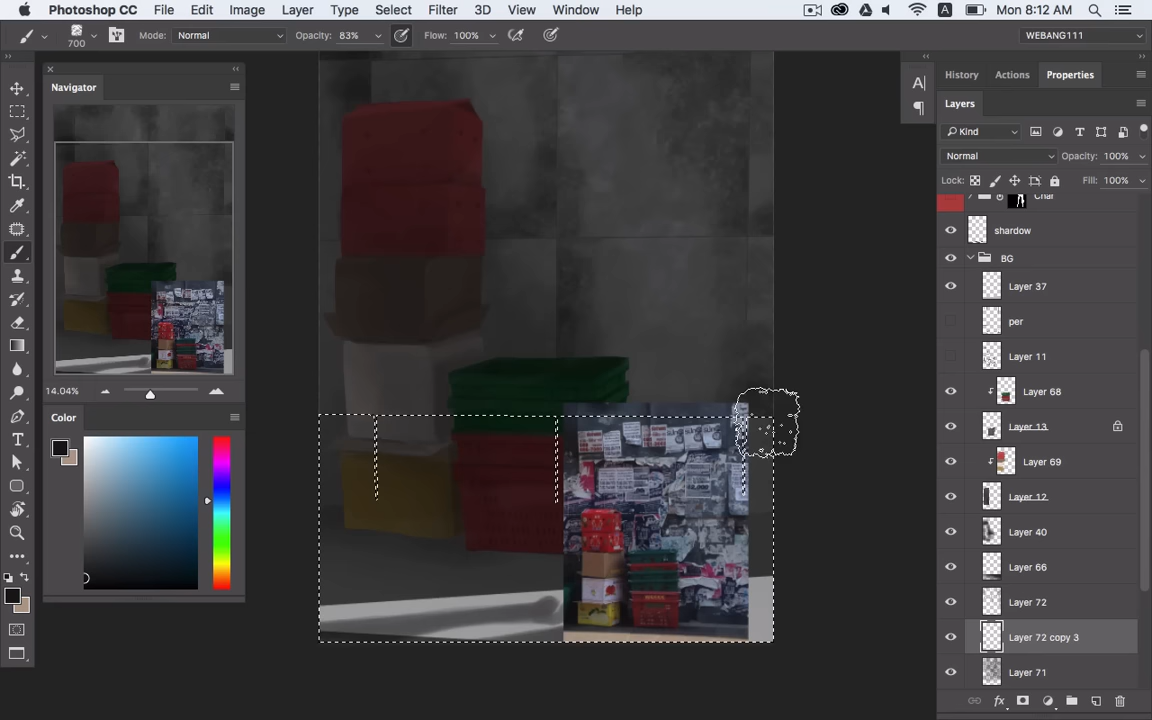 Photoshop CC File Edit Image Layer Type Select Filter 3D View Window Help A Mon 8:12 AM
700 Mode: Normal Opacity: 83% Flow: 100% WEBANG111
Navigator
14.04%
Color
A
History Actions Properties
Layers
Kind
Normal Opacity: 100%
Lock: Fill: 100%
Char
shardow
BG
Layer 37
per
Layer 11
Layer 68
Layer 13
Layer 69
Layer 12
Layer 40
Layer 66
Layer 72
Layer 72 copy 3
Layer 71
fx